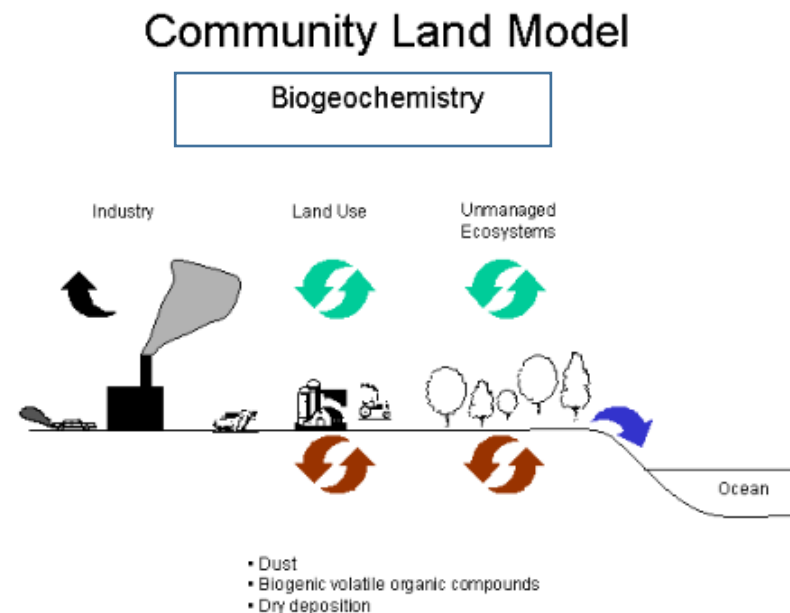 Community Land Model
Biogeochemistry
Industry
Land Use
Unmanaged
Ecosystems
Ocean
▪ Dust
▪ Biogenic volatile organic compounds
▪ Dry deposition